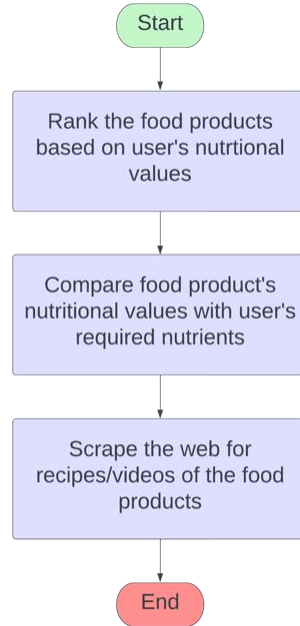 Start
Rank the food products
based on user's nutrtional
values
Compare food product's
nutritional values with user's
required nutrients
Scrape the web for
recipes/videos of the food
products
End